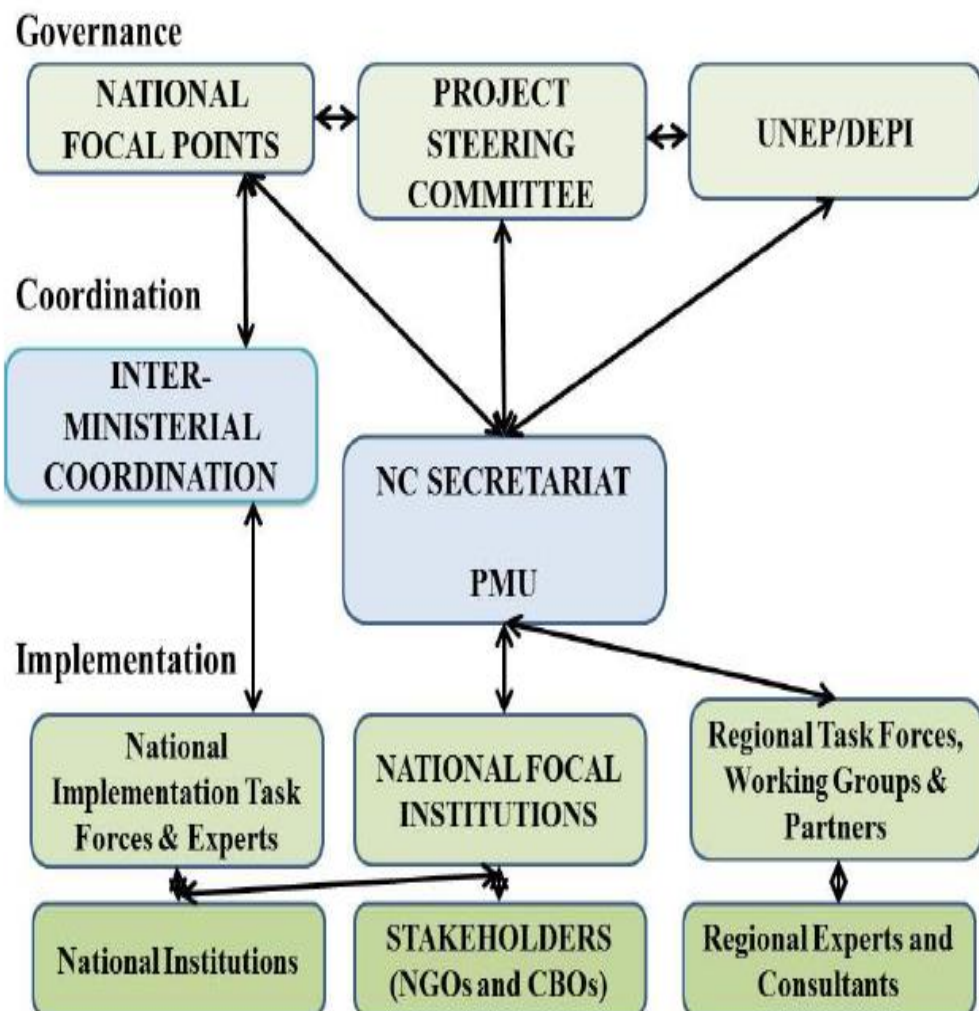 Governance
NATIONAL
FOCAL POINTS
PROJECT
STEERING
COMMITTEE
UNEP/DEPI
Coordination
INTER-
MINISTERIAL
COORDINATION
NC SECRETARIAT
PMU
Implementation
National
Implementation Task
Forces & Experts
NATIONAL FOCAL
INSTITUTIONS
Regional Task Forces,
Working Groups &
Partners
National Institutions
STAKEHOLDERS
(NGOs and CBOs)
Regional Experts and
Consultants